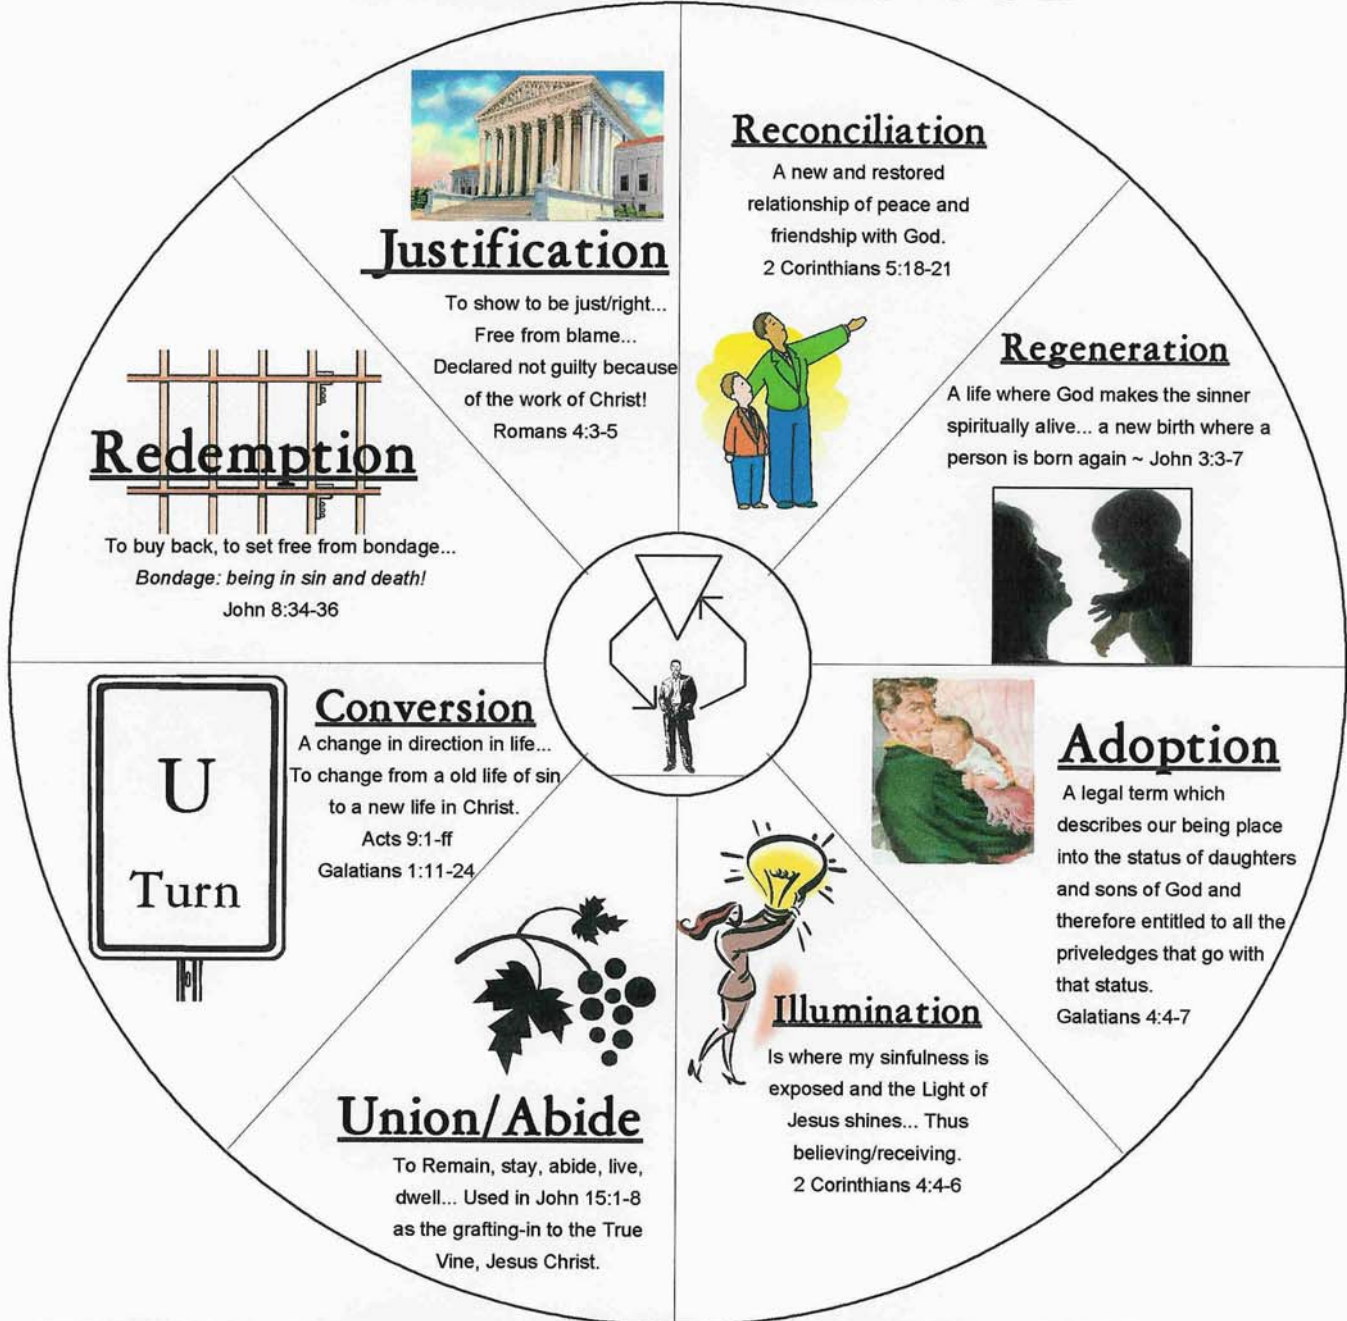 Justification
To show to be just/right...
Free from blame...
Declared not guilty because
of the work of Christ!
Romans 4:3-5
Reconciliation
A new and restored
relationship of peace and
friendship with God.
2 Corinthians 5:18-21
Regeneration
A life where God makes the sinner
spiritually alive... a new birth where a
person is born again ~ John 3:3-7
Adoption
A legal term which
describes our being place
into the status of daughters
and sons of God and
therefore entitled to all the
priveledges that go with
that status.
Galatians 4:4-7
Illumination
Is where my sinfulness is
exposed and the Light of
Jesus shines... Thus
believing/receiving.
2 Corinthians 4:4-6
Union/Abide
To Remain, stay, abide, live,
dwell... Used in John 15:1-8
as the grafting-in to the True
Vine, Jesus Christ.
U
Turn
Conversion
A change in direction in life...
To change from a old life of sin
to a new life in Christ.
Acts 9:1-ff
Galatians 1:11-24
Redemption
To buy back, to set free from bondage...
Bondage: being in sin and death!
John 8:34-36